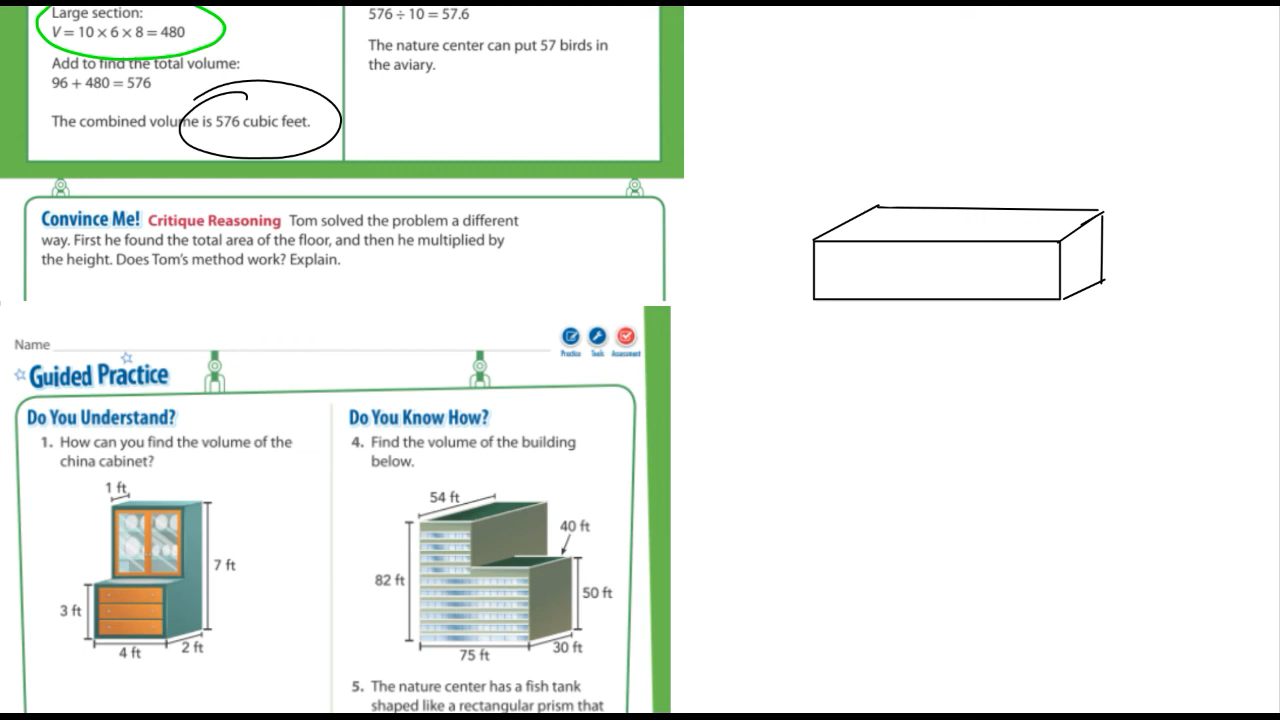 Large section:
V = 10 × 6 × 8 = 480
Add to find the total volume:
96 + 480 = 576
The combined volume is 576 cubic feet.
576 ÷ 10 = 57.6
The nature center can put 57 birds in
the aviary.
Convince Me! Critique Reasoning Tom solved the problem a different
way. First he found the total area of the floor, and then he multiplied by
the height. Does Tom's method work? Explain.
Name
Practice Tools Assessment
Guided Practice
Do You Understand?
1. How can you find the volume of the
china cabinet?
1 ft
7 ft
3 ft
4 ft
2 ft
Do You Know How?
4. Find the volume of the building
below.
54 ft
40 ft
82 ft
50 ft
75 ft
30 ft
5. The nature center has a fish tank
shaped like a rectangular prism that